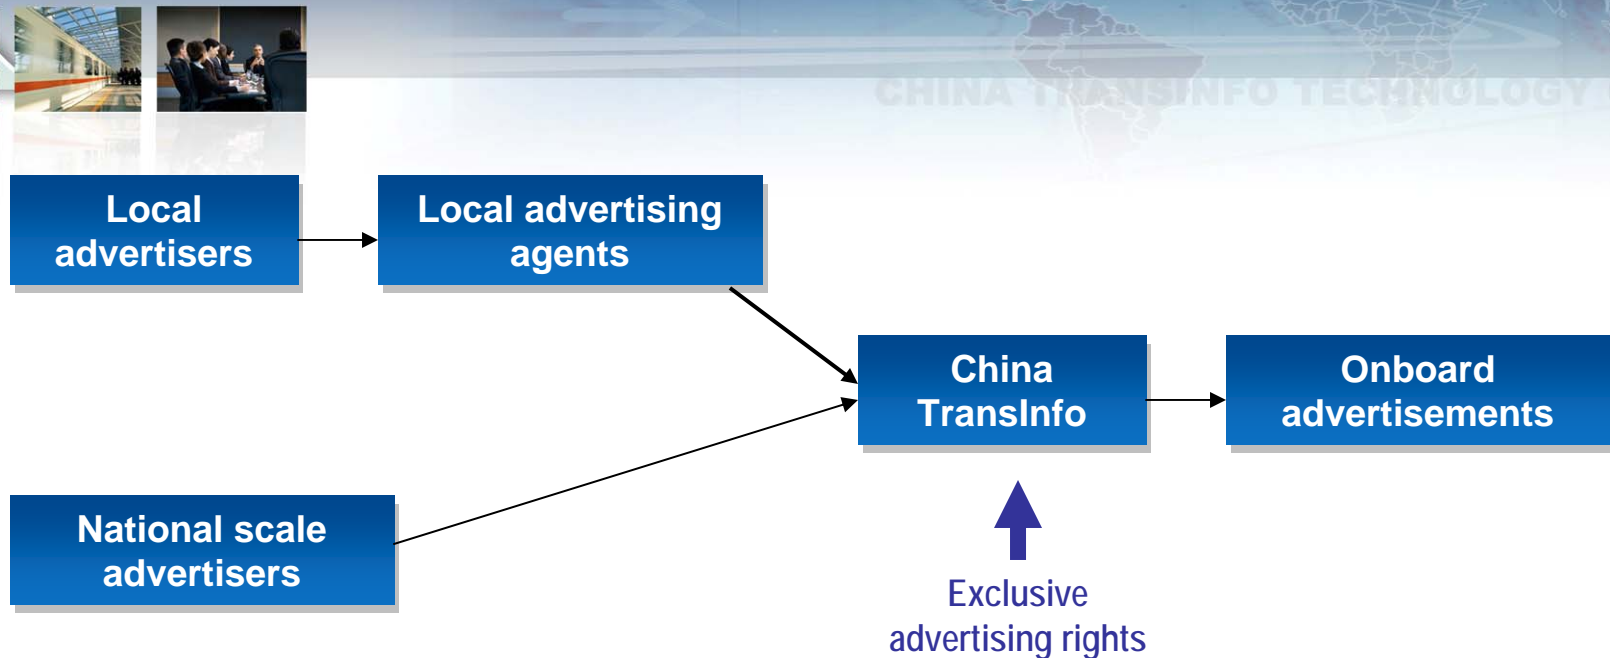 CHINA TRANSINFO TECHNOLOGY
Local
advertisers
Local advertising
agents
China
TransInfo
Onboard
advertisements
National scale
advertisers
Exclusive
advertising rights